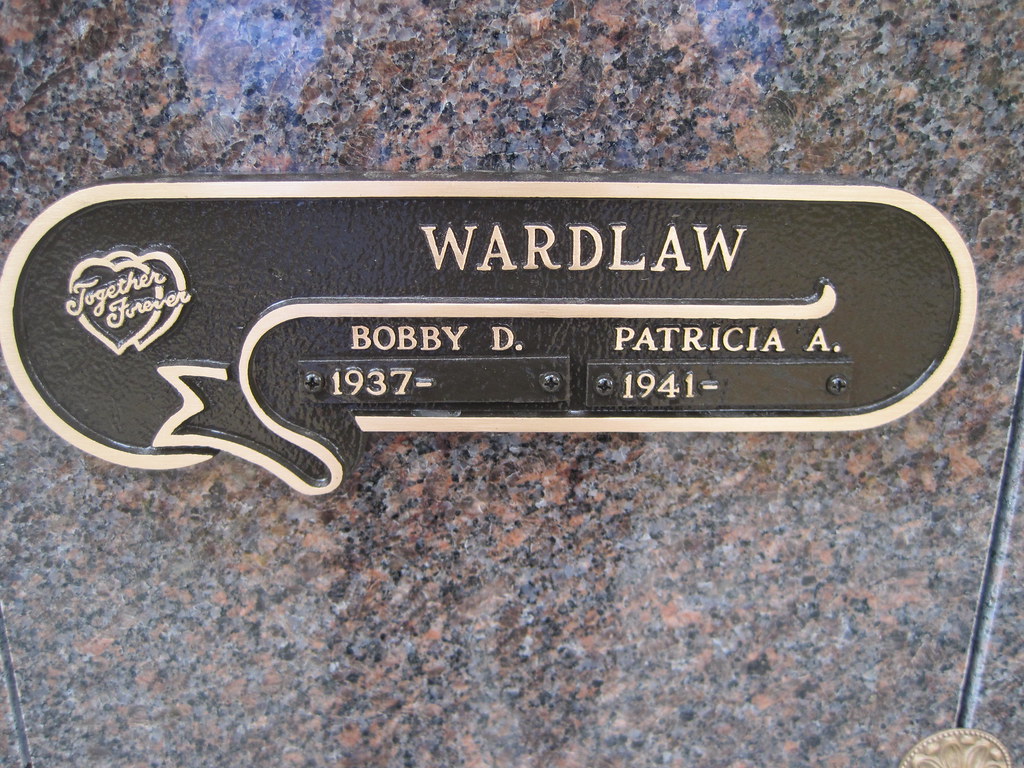 WARDLAW
Together
Forever
BOBBY D.
PATRICIA A.
1937-
1941-